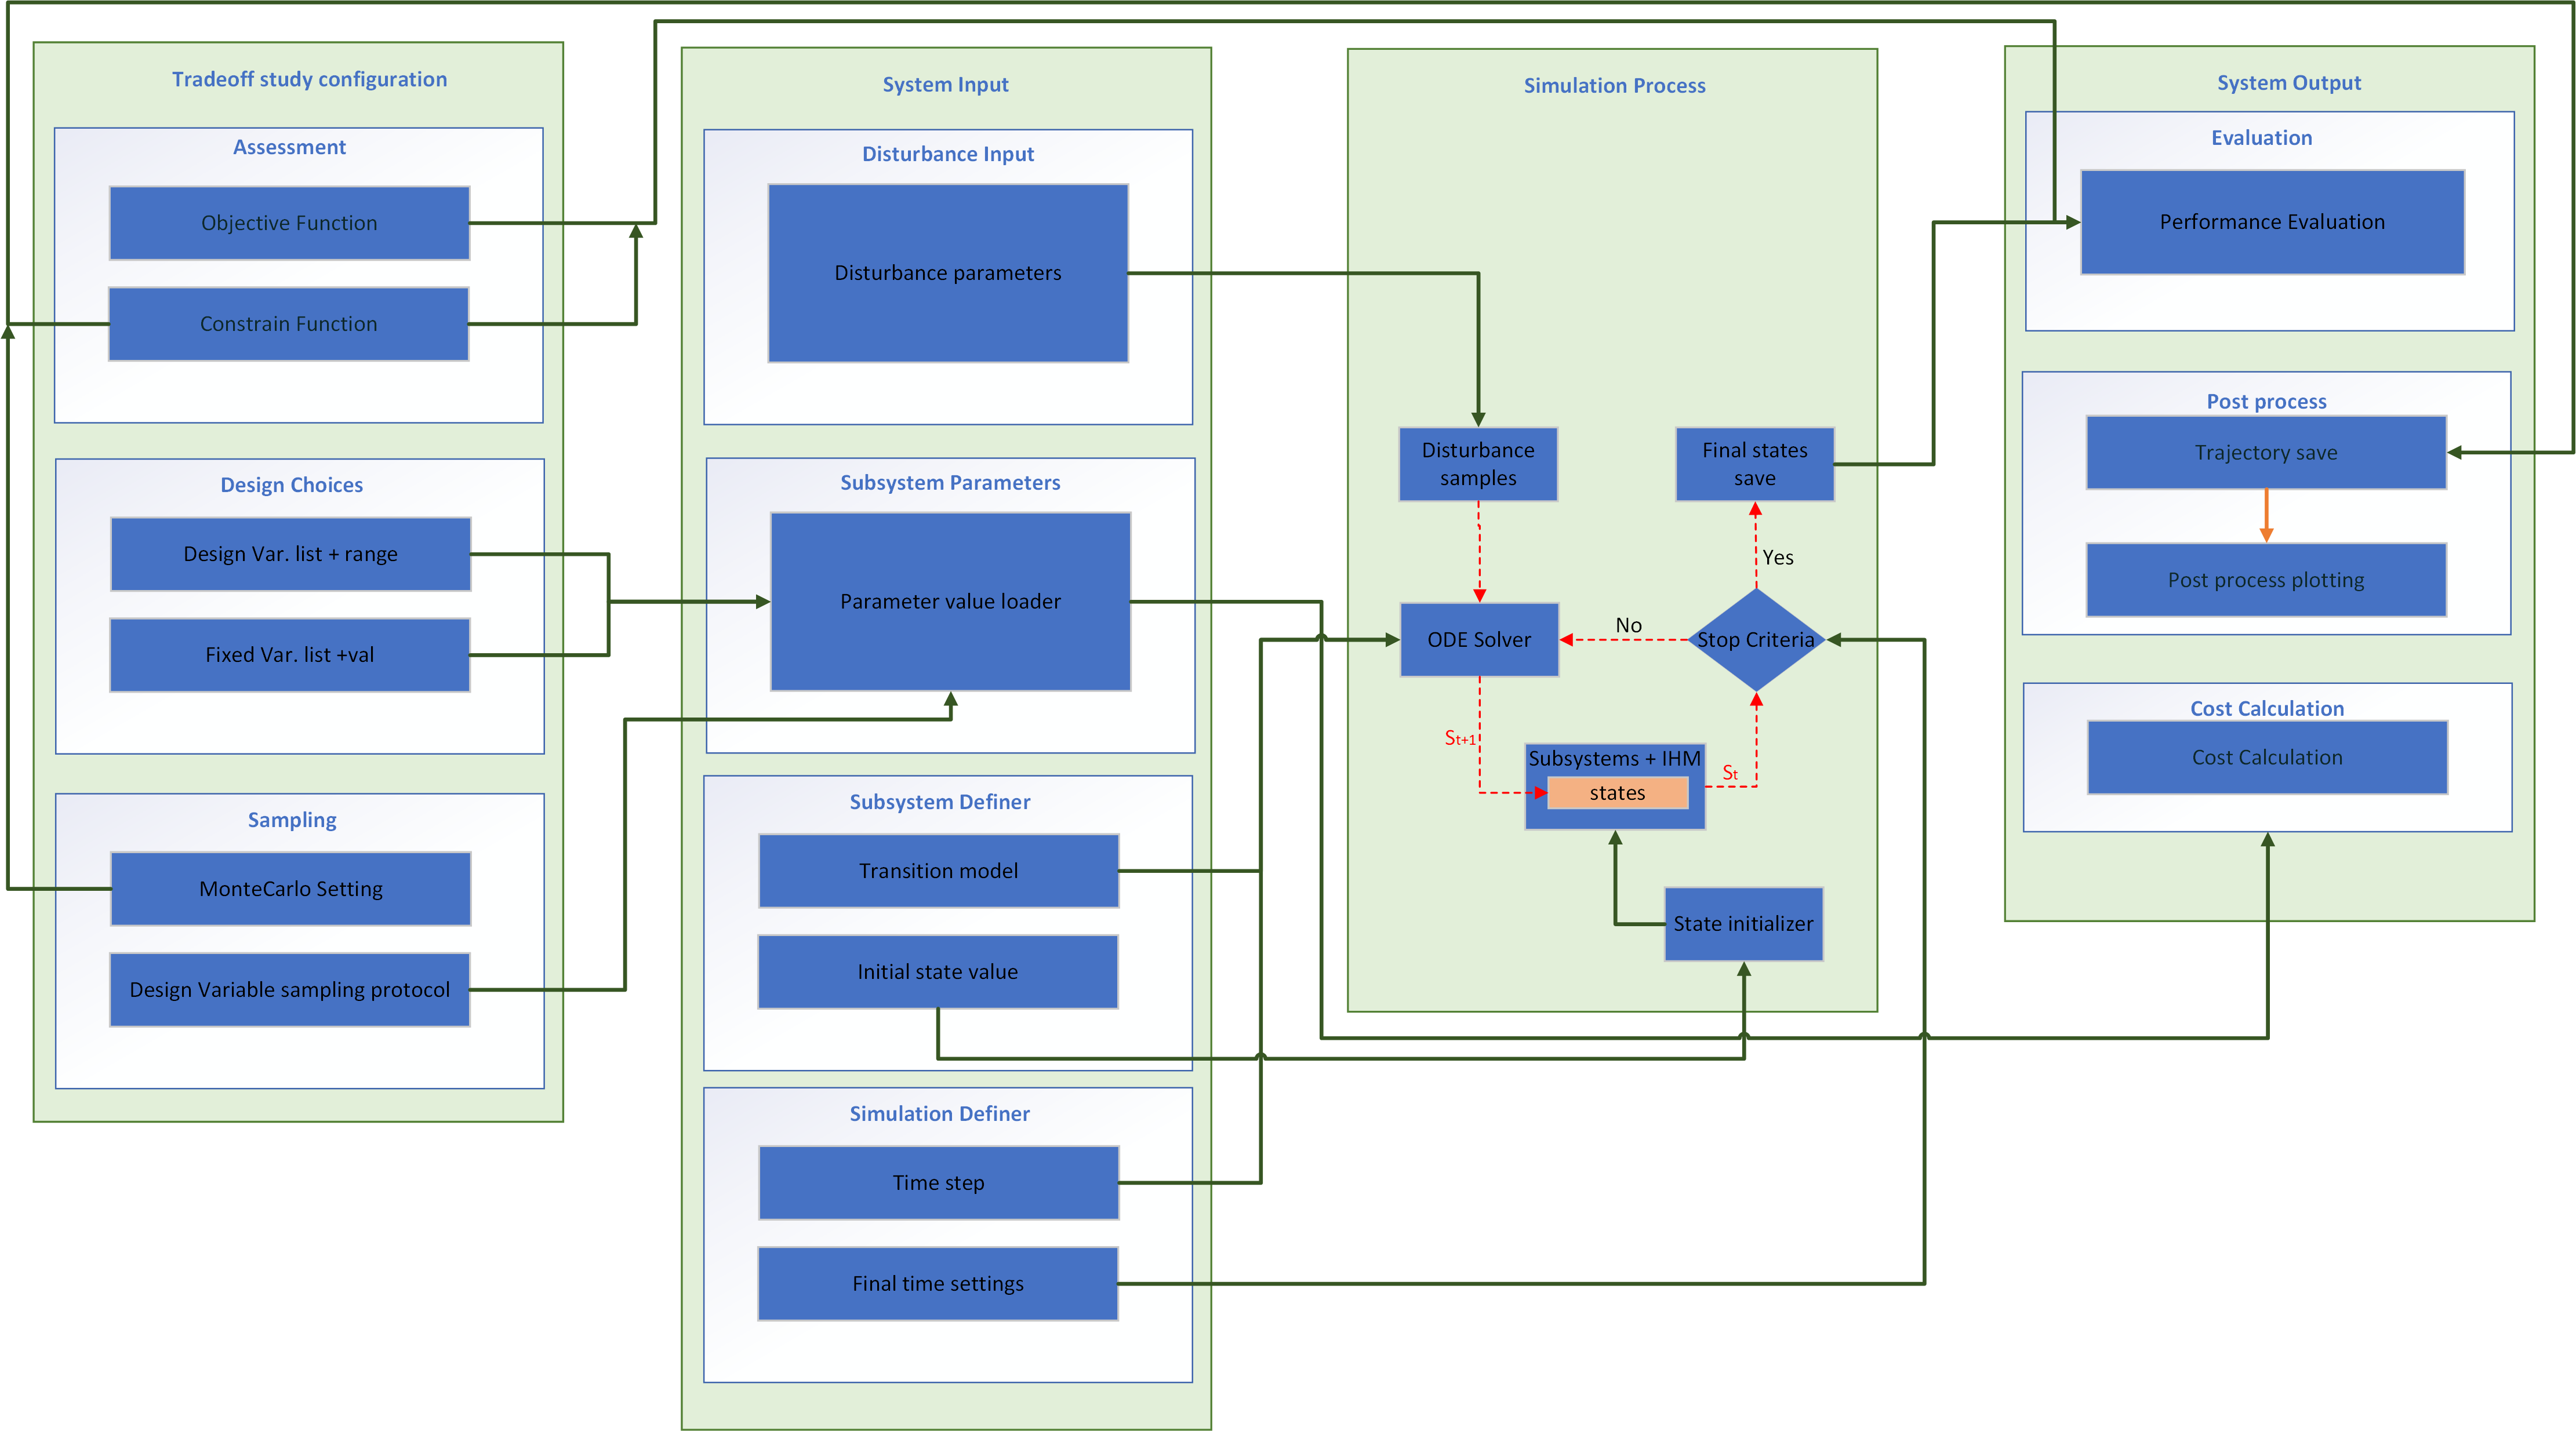 Tradeoff study configuration
Assessment
Objective Function
Constrain Function
Design Choices
Design Var. list + range
Fixed Var. list +val
Sampling
MonteCarlo Setting
Design Variable sampling protocol
System Input
Disturbance Input
Disturbance parameters
Subsystem Parameters
Parameter value loader
Subsystem Definer
Transition model
Initial state value
Simulation Definer
Time step
Final time settings
Simulation Process
Disturbance
samples
Final states
save
Yes
ODE Solver
No
Stop Criteria
St+1
Subsystems + IHM
states
St
State initializer
System Output
Evaluation
Performance Evaluation
Post process
Trajectory save
Post process plotting
Cost Calculation
Cost Calculation